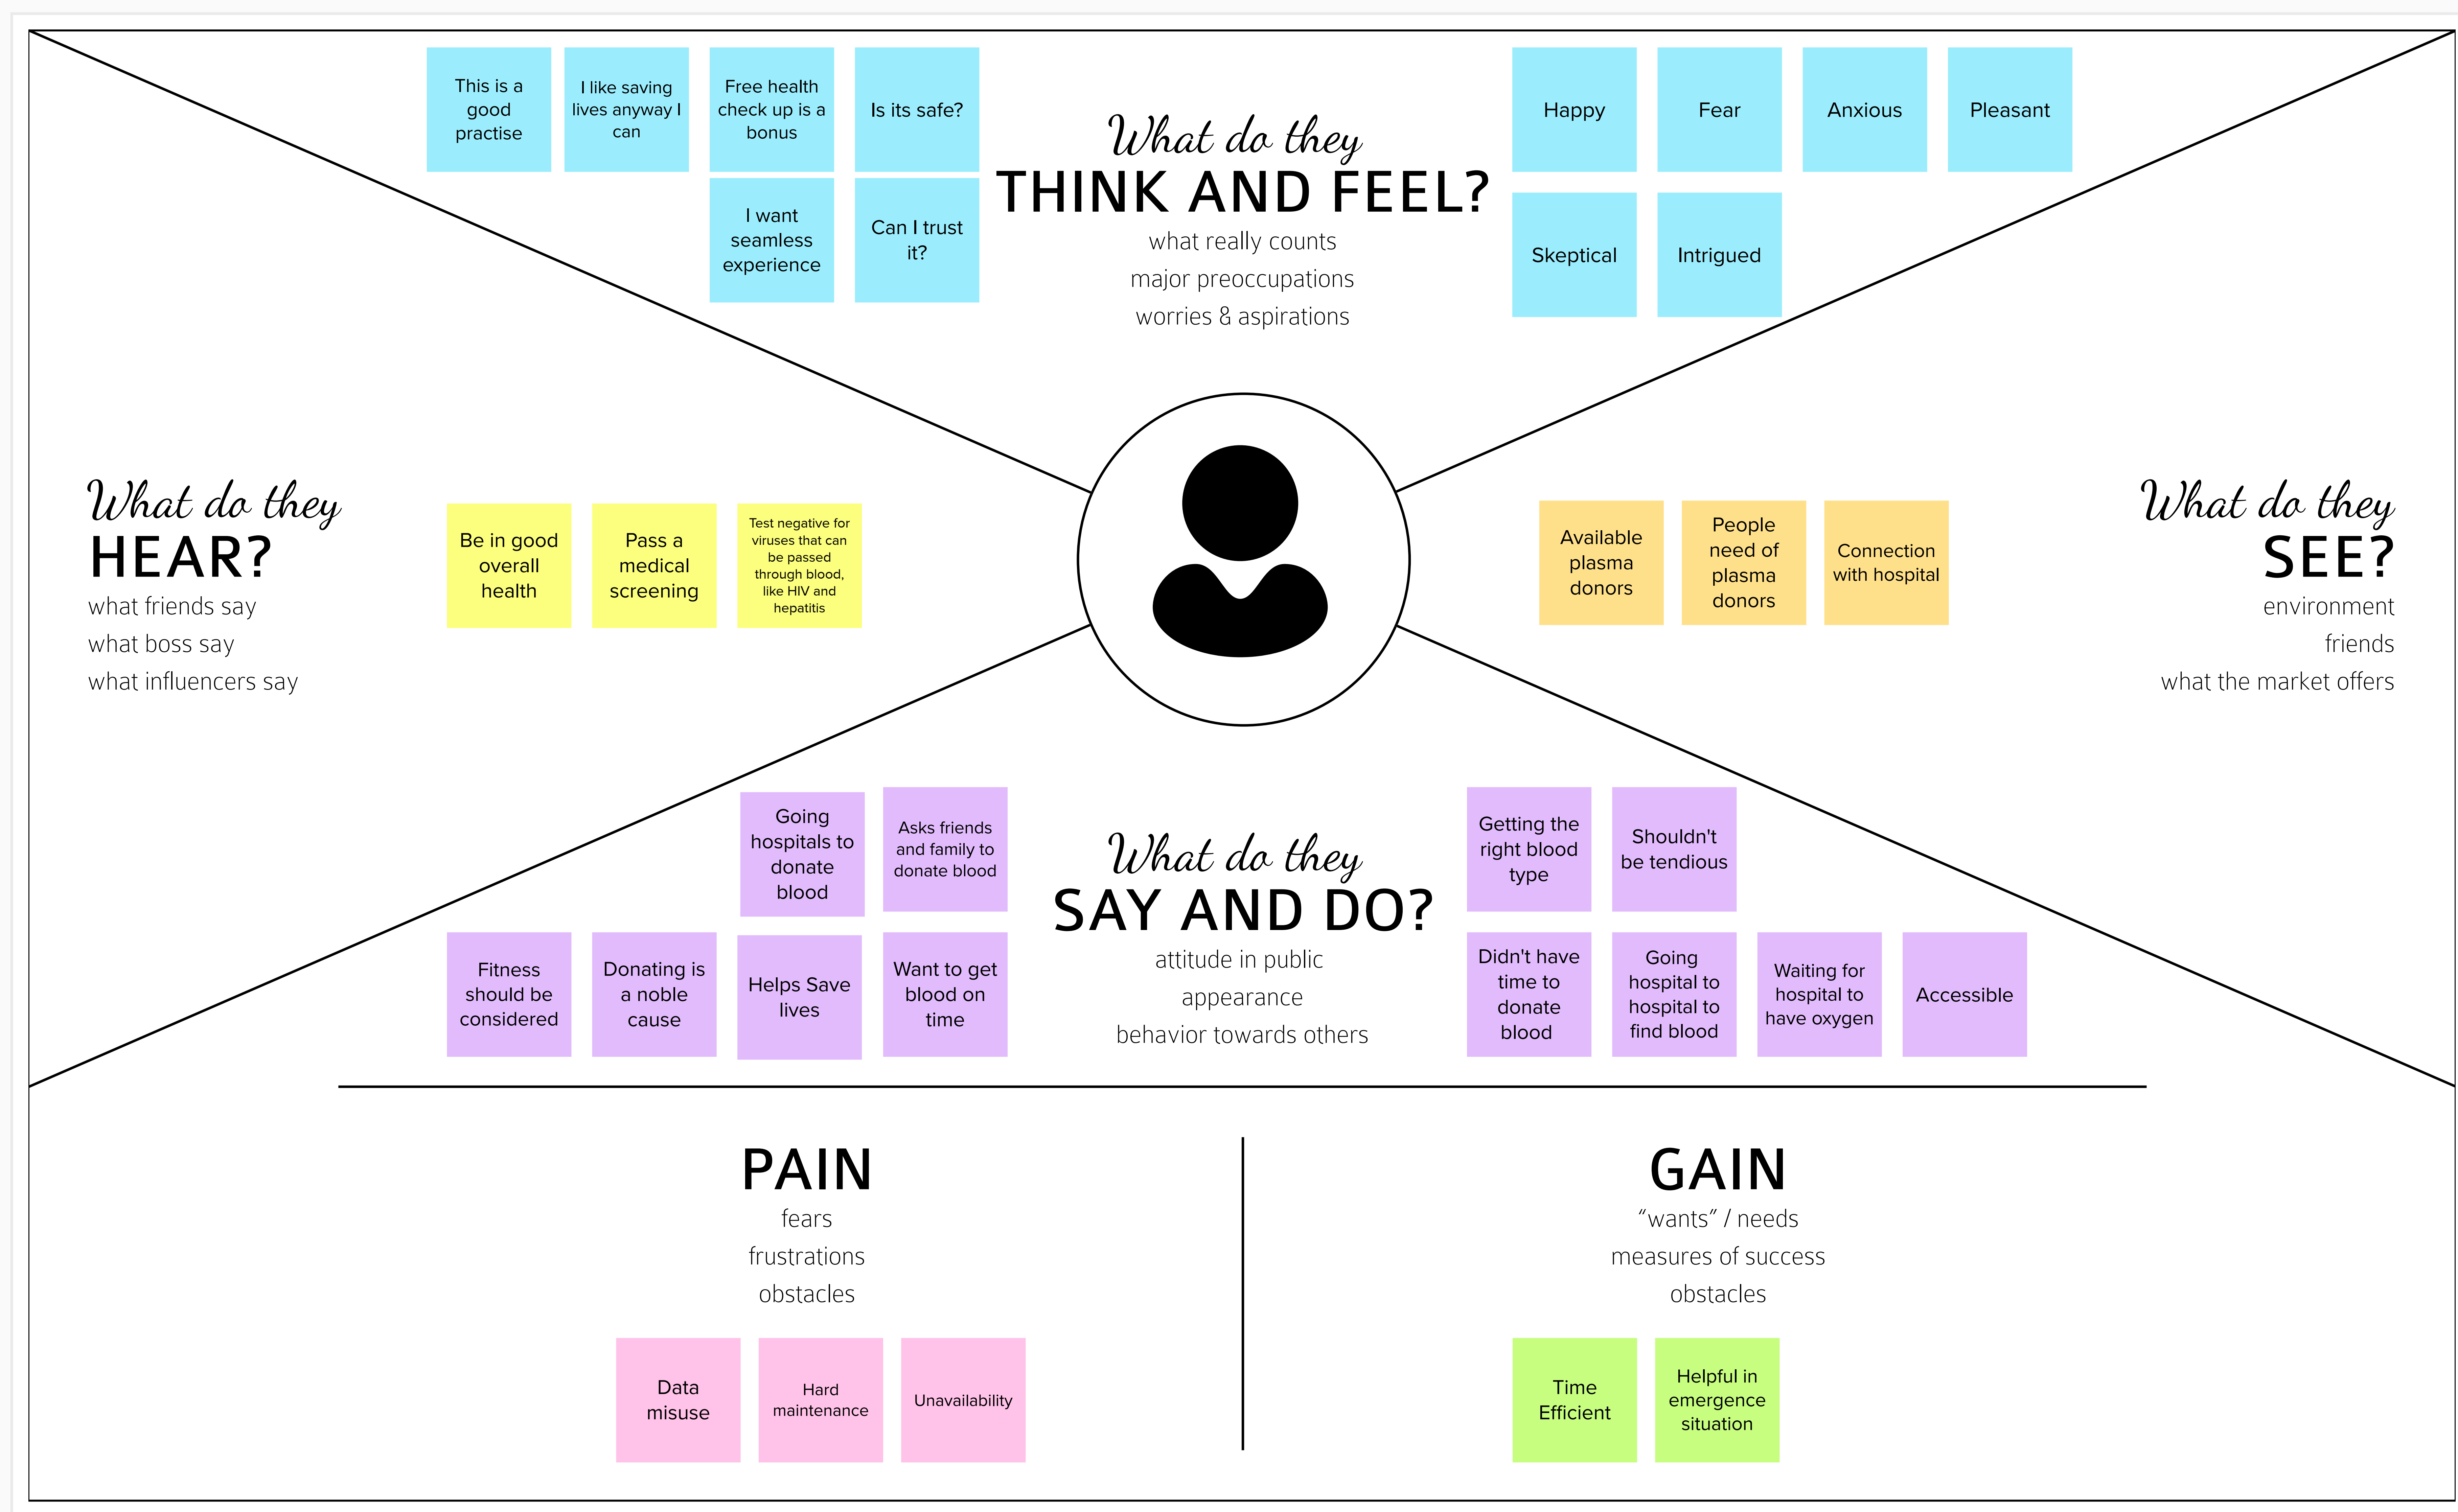 This is a
good
practise
I like saving
lives anyway I
can
Free health
check up is a
bonus
Is its safe?
I want
seamless
experience
Can I trust
it?
What do they
THINK AND FEEL?
what really counts
major preoccupations
worries & aspirations
Happy
Fear
Anxious
Pleasant
Skeptical
Intrigued
What do they
HEAR?
what friends say
what boss say
what influencers say
Be in good
overall
health
Pass a
medical
screening
Test negative for
viruses that can
be passed
through blood,
like HIV and
hepatitis
Available
plasma
donors
People
need of
plasma
donors
Connection
with hospital
What do they
SEE?
environment
friends
what the market offers
Going
hospitals to
donate
blood
Asks friends
and family to
donate blood
Fitness
should be
considered
Donating is
a noble
cause
Helps Save
lives
Want to get
blood on
time
What do they
SAY AND DO?
attitude in public
appearance
behavior towards others
Getting the
right blood
type
Shouldn't
be tendious
Didn't have
time to
donate
blood
Going
hospital to
hospital to
find blood
Waiting for
hospital to
have oxygen
Accessible
PAIN
fears
frustrations
obstacles
Data
misuse
Hard
maintenance
Unavailability
GAIN
“wants” / needs
measures of success
obstacles
Time
Efficient
Helpful in
emergence
situation